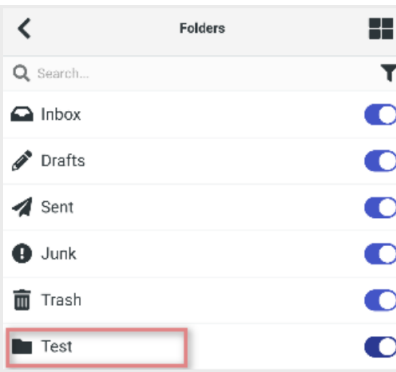 Folders
Search...
Inbox
Drafts
Sent
Junk
Trash
Test